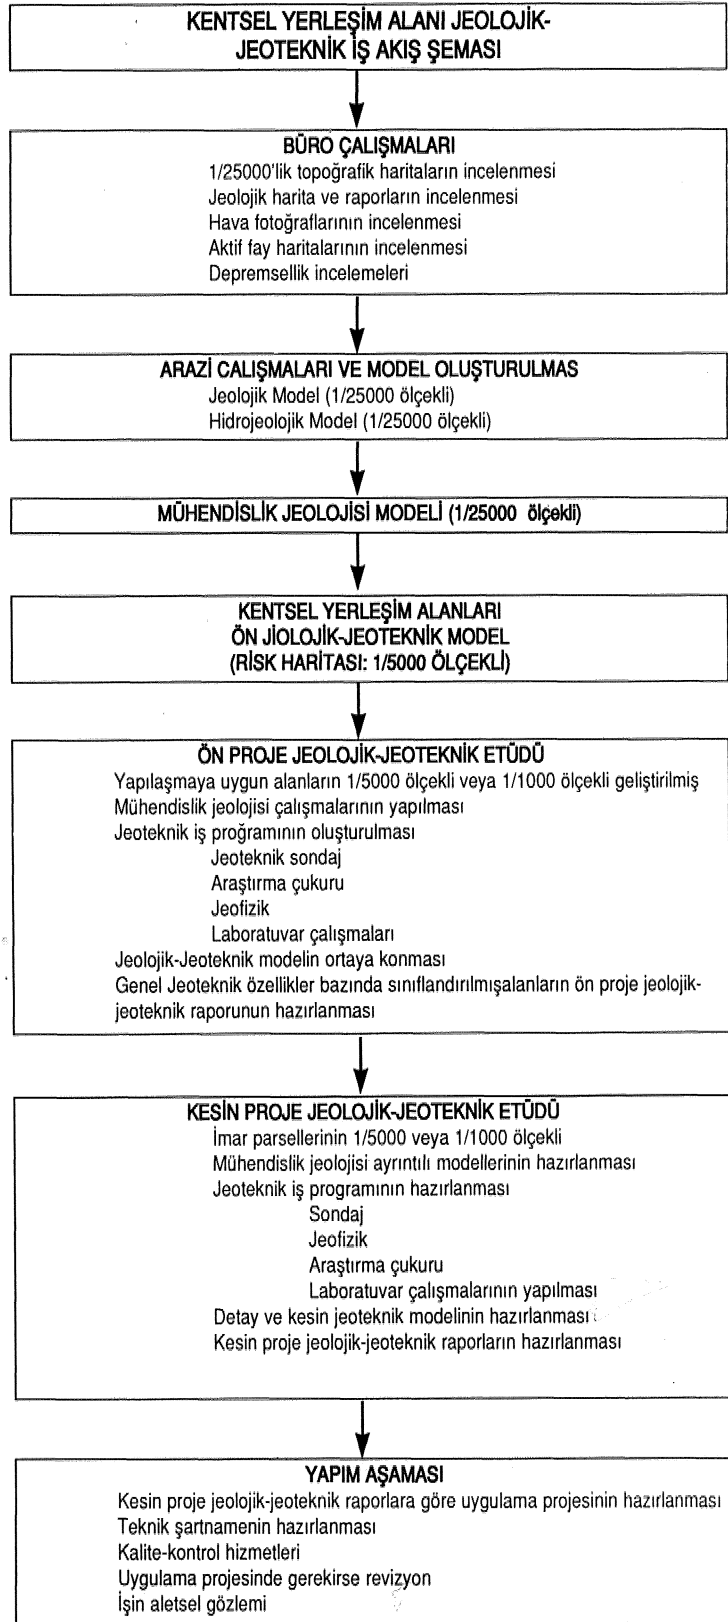 KENTSEL YERLEŞİM ALANI JEOLOJİK-
JEOTEKNİK İŞ AKIŞ ŞEMASI
BÜRO ÇALIŞMALARI
1/25000'lik topoğrafik haritaların incelenmesi
Jeolojik harita ve raporların incelenmesi
Hava fotoğraflarının incelenmesi
Aktif fay haritalarının incelenmesi
Depremsellik incelemeleri
ARAZİ CALIŞMALARI VE MODEL OLUŞTURULMAS
Jeolojik Model (1/25000 ölçekli)
Hidrojeolojik Model (1/25000 ölçekli)
MÜHENDİSLİK JEOLOJİSİ MODELİ (1/25000 ölçekli)
KENTSEL YERLEŞİM ALANLARI
ÖN JİOLOJİK-JEOTEKNİK MODEL
(RİSK HARİTASI: 1/5000 ÖLÇEKLİ)
ÖN PROJE JEOLOJİK-JEOTEKNİK ETÜDÜ
Yapılaşmaya uygun alanların 1/5000 ölçekli veya 1/1000 ölçekli geliştirilmiş
Mühendislik jeolojisi çalışmalarının yapılması
Jeoteknik iş proğramının oluşturulması
Jeoteknik sondaj
Araştırma çukuru
Jeofizik
Laboratuvar çalışmaları
Jeolojik-Jeoteknik modelin ortaya konması
Genel Jeoteknik özellikler bazında sınıflandırılmışalanların ön proje jeolojik-
jeoteknik raporunun hazırlanması
KESİN PROJE JEOLOJİK-JEOTEKNİK ETÜDÜ
İmar parsellerinin 1/5000 veya 1/1000 ölçekli
Mühendislik jeolojisi ayrıntılı modellerinin hazırlanması
Jeoteknik iş programının hazırlanması
Sondaj
Jeofizik
Araştırma çukuru
Laboratuvar çalışmalarının yapılması
Detay ve kesin jeoteknik modelinin hazırlanması
Kesin proje jeolojik-jeoteknik raporların hazırlanması
YAPIM AŞAMASI
Kesin proje jeolojik-jeoteknik raporlara göre uygulama projesinin hazırlanması
Teknik şartnamenin hazırlanması
Kalite-kontrol hizmetleri
Uygulama projesinde gerekirse revizyon
İşin aletsel gözlemi